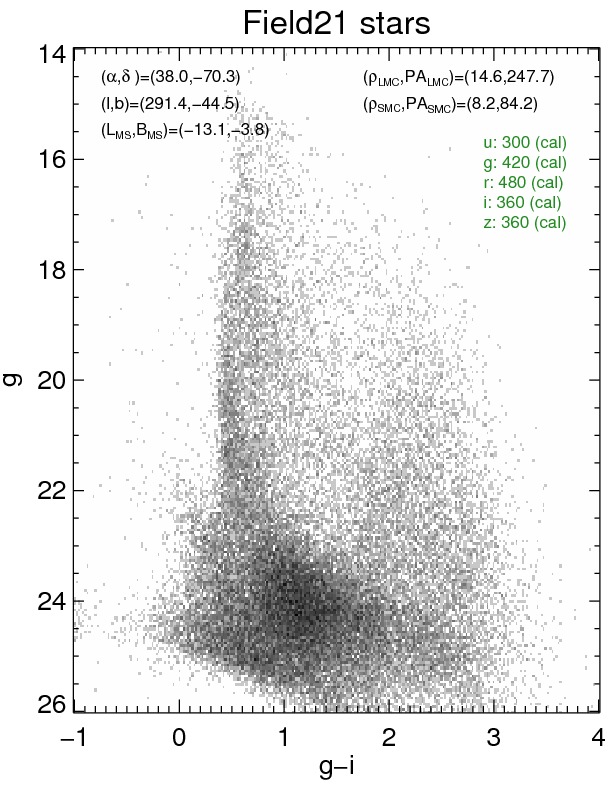 Field21 stars
(α,δ)=(38.0,−70.3)
(ρLMC,PALMC)=(14.6,247.7)
(l,b)=(291.4,−44.5)
(ρSMC,PASMC)=(8.2,84.2)
(LMS,BMS)=(−13.1,−3.8)
u: 300 (cal)
g: 420 (cal)
r: 480 (cal)
i: 360 (cal)
z: 360 (cal)
14
16
18
20
22
24
26
g
−1 0 1 2 3 4
g−i